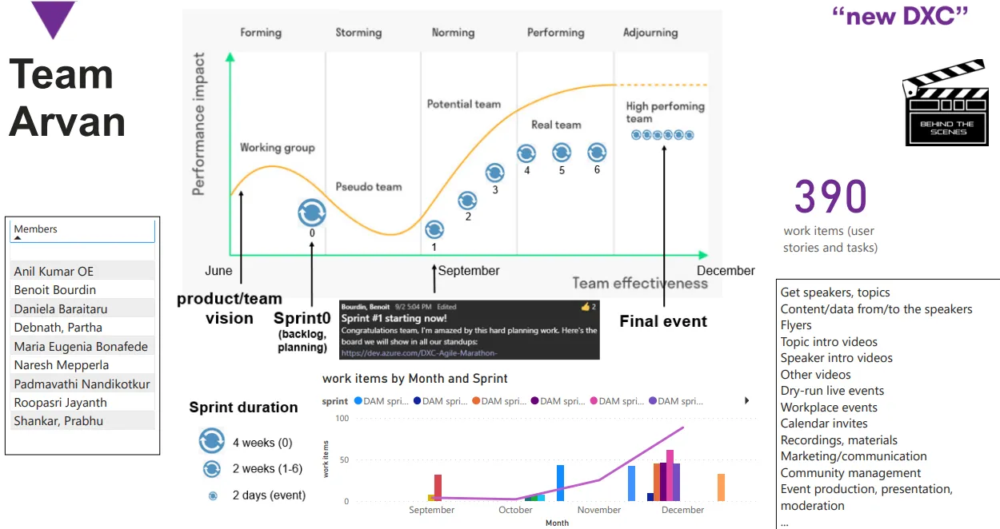 Team
Arvan
“new DXC”
Forming
Storming
Norming
Performing
Adjourning
Performance impact
Working group
Pseudo team
Potential team
Real team
High perfoming
team
0
1
2
3
4
5
6
June
September
December
Team effectiveness
product/team
vision
Sprint0
(backlog,
planning)
Final event
Bourdin, Benoit 9/2 5:04 PM Edited 👍 2
Sprint #1 starting now!
Congratulations team, I'm amazed by this hard planning work. Here's the
board we will show in all our standups:
https://dev.azure.com/DXC-Agile-Marathon-
BEHIND THE
SCENES
390
work items (user
stories and tasks)
Members
Anil Kumar OE
Benoit Bourdin
Daniela Baraitaru
Debnath, Partha
Maria Eugenia Bonafede
Naresh Mepperla
Padmavathi Nandikotkur
Roopasri Jayanth
Shankar, Prabhu
Sprint duration
4 weeks (0)
2 weeks (1-6)
2 days (event)
work items by Month and Sprint
sprint DAM spri... DAM spri... DAM spri... DAM spri... DAM spri... DAM spri...
work items
100
50
0
September
October
November
December
Month
Get speakers, topics
Content/data from/to the speakers
Flyers
Topic intro videos
Speaker intro videos
Other videos
Dry-run live events
Workplace events
Calendar invites
Recordings, materials
Marketing/communication
Community management
Event production, presentation,
moderation
...